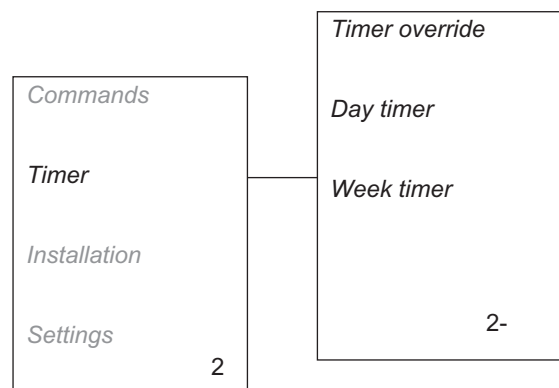 Commands
Timer
Installation
Settings
2
Timer override
Day timer
Week timer
2-